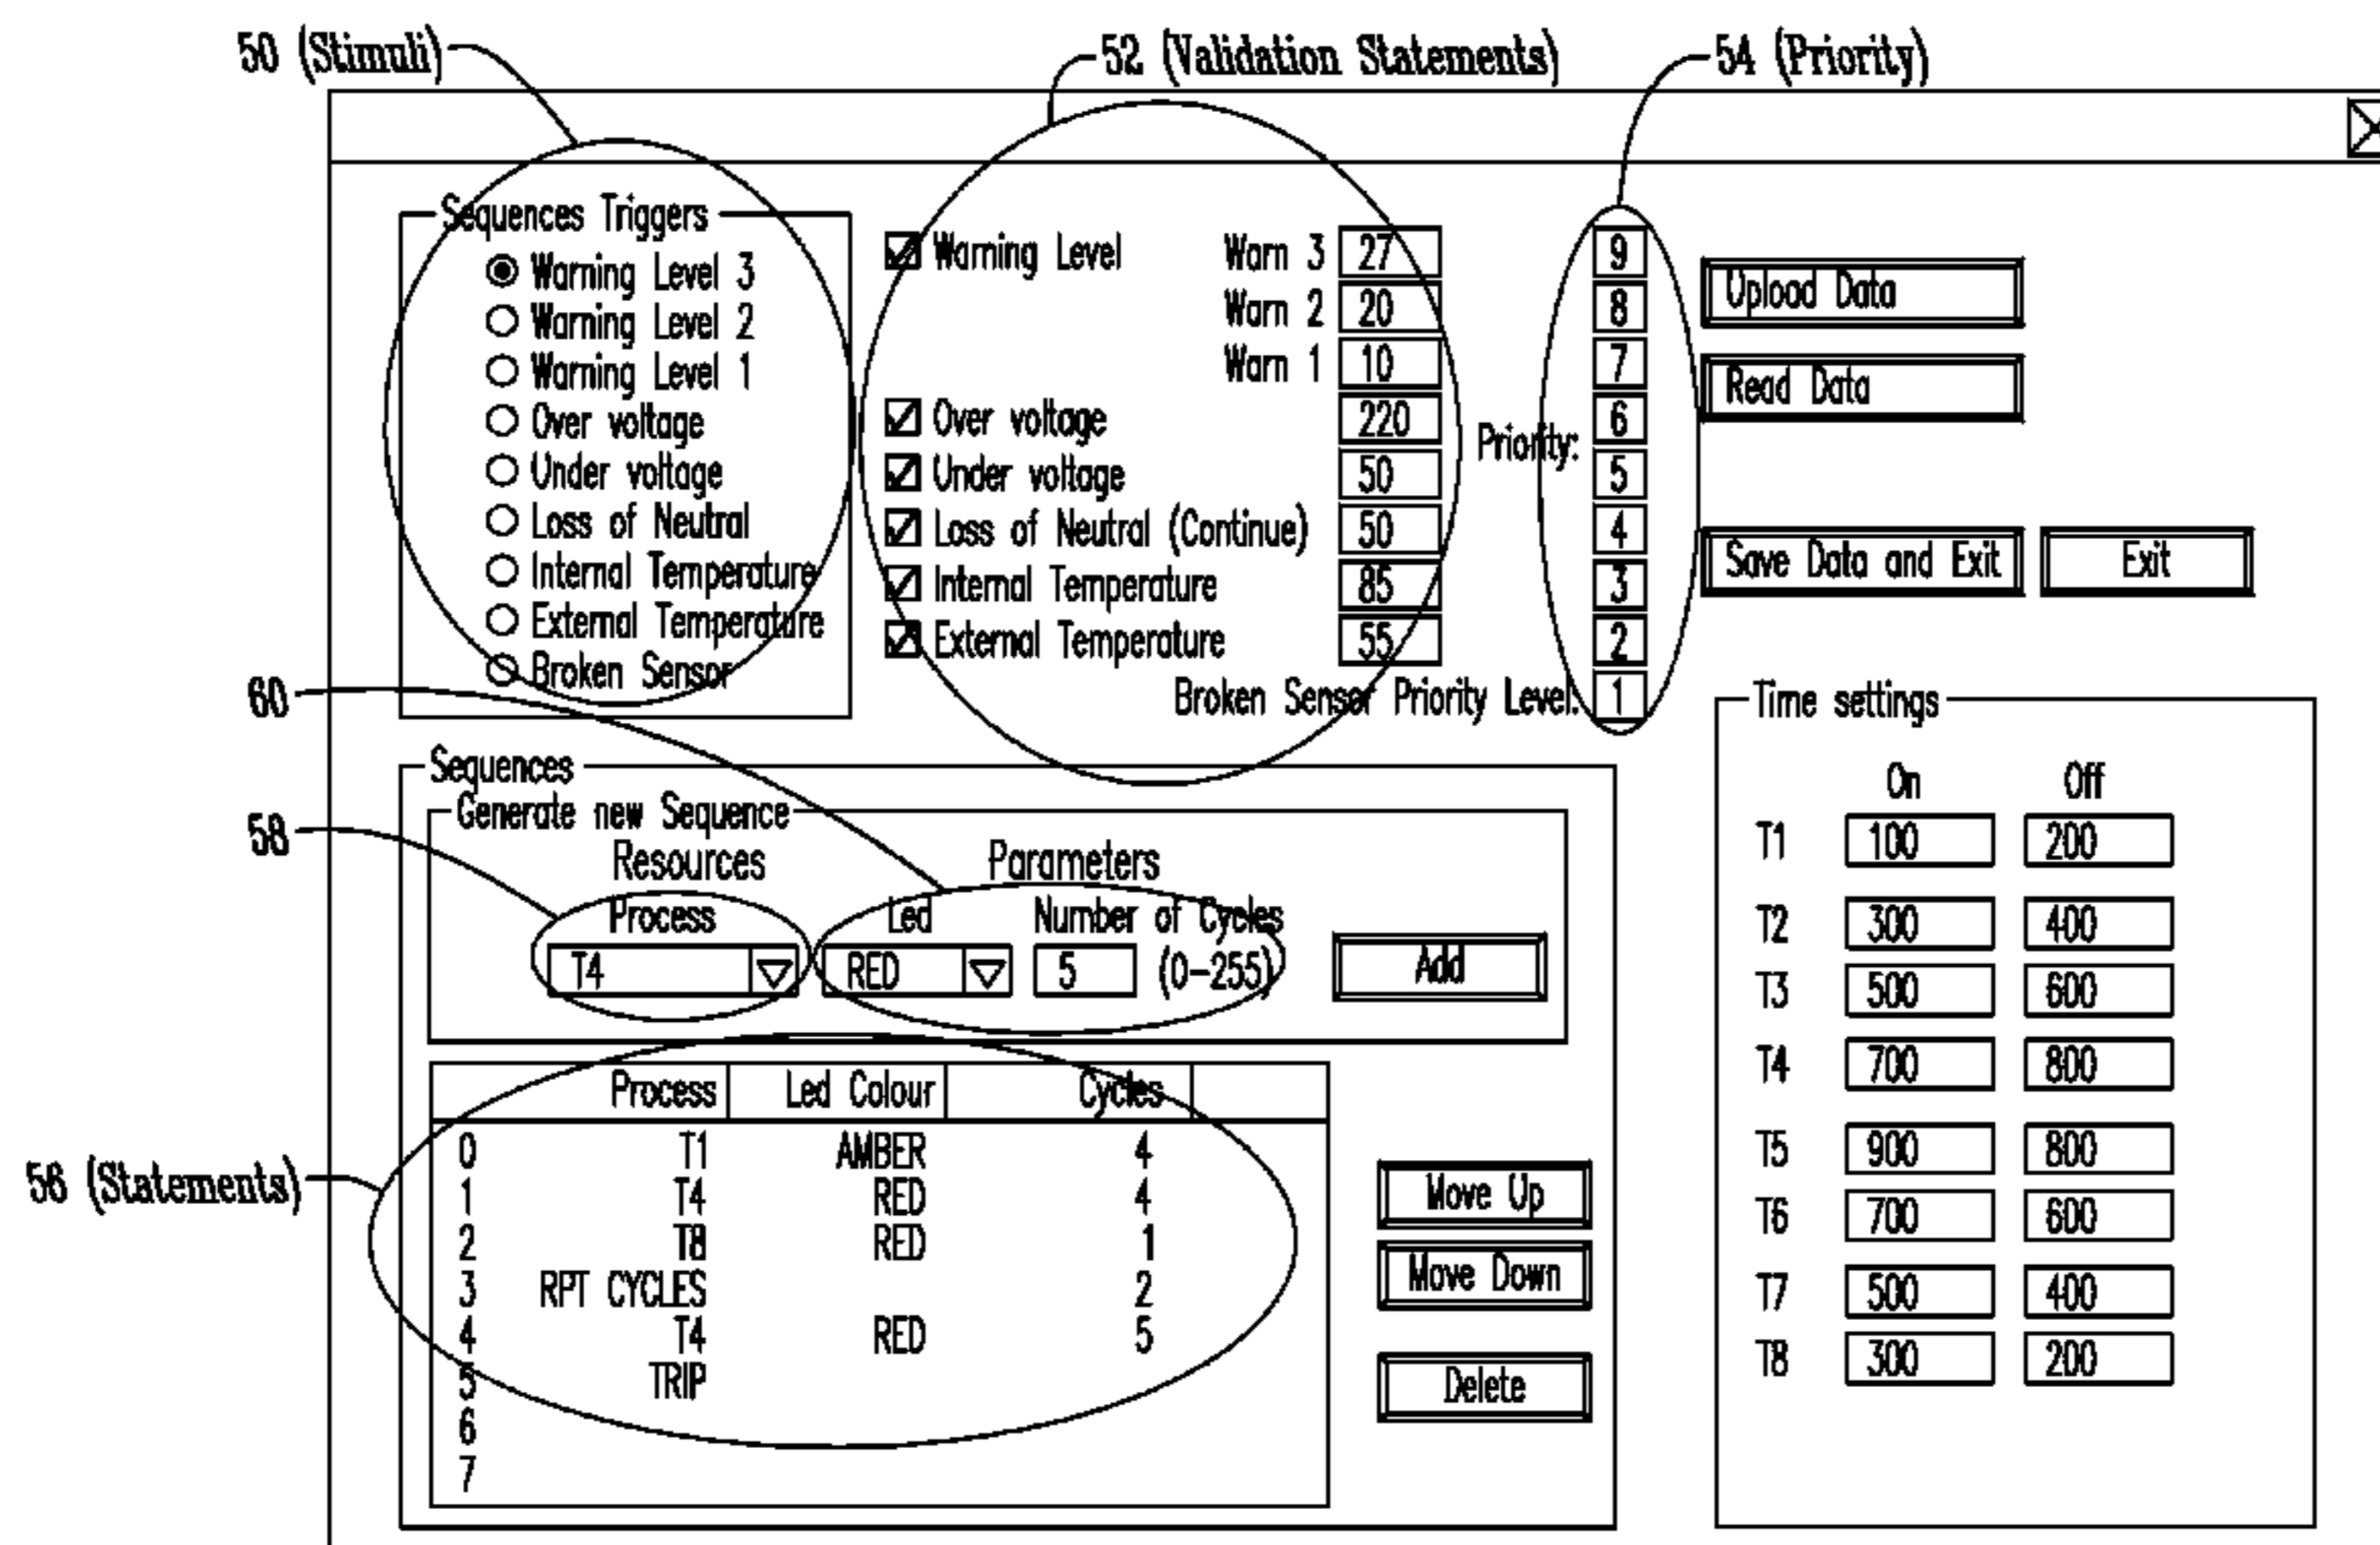 50 (Stimuli)
52 (Validation Statements)
54 (Priority)
Sequences Triggers
Warning Level 3
Warning Level 2
Warning Level 1
Over voltage
Under voltage
Loss of Neutral
Internal Temperature
External Temperature
Broken Sensor
Warning Level Warn 3 27
Warn 2 20
Warn 1 10
Over voltage 220
Under voltage 50
Loss of Neutral (Continue) 50
Internal Temperature 85
External Temperature 55
Broken Sensor Priority Level: 1
Priority:
9
8
7
6
5
4
3
2
Upload Data
Read Data
Save Data and Exit
Exit
60
58
Sequences
Generate new Sequence
Resources Parameters
Process Led Number of Cycles
T4 RED 5 (0-255)
Add
56 (Statements)
Process Led Colour Cycles
0 T1 AMBER 4
1 T4 RED 4
2 T8 RED 1
3 RPT CYCLES 2
4 T4 RED 5
5 TRIP
6
7
Move Up
Move Down
Delete
Time settings
On Off
T1 100 200
T2 300 400
T3 500 600
T4 700 800
T5 900 800
T6 700 600
T7 500 400
T8 300 200